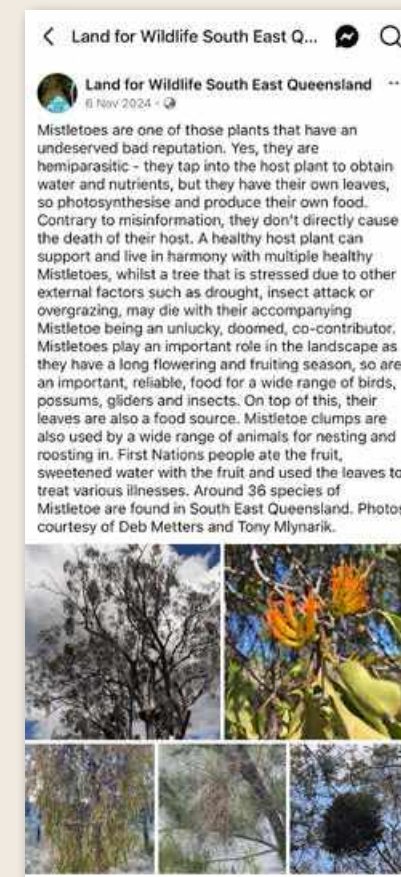 Land for Wildlife South East Q...
Land for Wildlife South East Queensland ··
6 Nov 2024 ·
Mistletoes are one of those plants that have an
undeserved bad reputation. Yes, they are
hemiparasitic - they tap into the host plant to obtain
water and nutrients, but they have their own leaves,
so photosynthesise and produce their own food.
Contrary to misinformation, they don't directly cause
the death of their host. A healthy host plant can
support and live in harmony with multiple healthy
Mistletoes, whilst a tree that is stressed due to other
external factors such as drought, insect attack or
overgrazing, may die with their accompanying
Mistletoe being an unlucky, doomed, co-contributor.
Mistletoes play an important role in the landscape as
they have a long flowering and fruiting season, so are
an important, reliable, food for a wide range of birds,
possums, gliders and insects. On top of this, their
leaves are also a food source. Mistletoe clumps are
also used by a wide range of animals for nesting and
roosting in. First Nations people ate the fruit,
sweetened water with the fruit and used the leaves to
treat various illnesses. Around 36 species of
Mistletoe are found in South East Queensland. Photos
courtesy of Deb Metters and Tony Mlynarik.